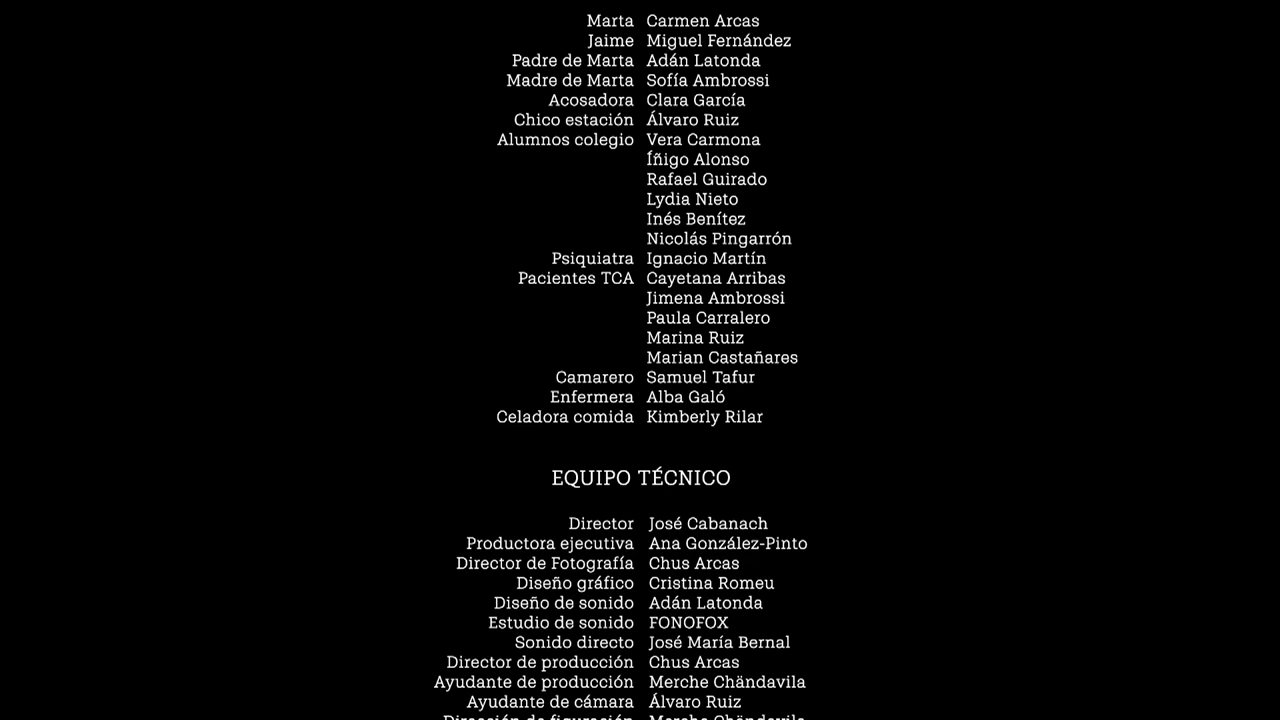 Marta Carmen Arcas
Jaime Miguel Fernández
Padre de Marta Adán Latonda
Madre de Marta Sofía Ambrossi
Acosadora Clara García
Chico estación Álvaro Ruiz
Alumnos colegio Vera Carmona
Íñigo Alonso
Rafael Guirado
Lydia Nieto
Inés Benítez
Nicolás Pingarrón
Psiquiatra Ignacio Martín
Pacientes TCA Cayetana Arribas
Jimena Ambrossi
Paula Carralero
Marina Ruiz
Marian Castañares
Camarero Samuel Tafur
Enfermera Alba Galó
Celadora comida Kimberly Rilar
EQUIPO TÉCNICO
Director José Cabanach
Productora ejecutiva Ana González-Pinto
Director de Fotografía Chus Arcas
Diseño gráfico Cristina Romeu
Diseño de sonido Adán Latonda
Estudio de sonido FONOFOX
Sonido directo José María Bernal
Director de producción Chus Arcas
Ayudante de producción Merche Chändavila
Ayudante de cámara Álvaro Ruiz
Dirección de figuración Merche Chändavila